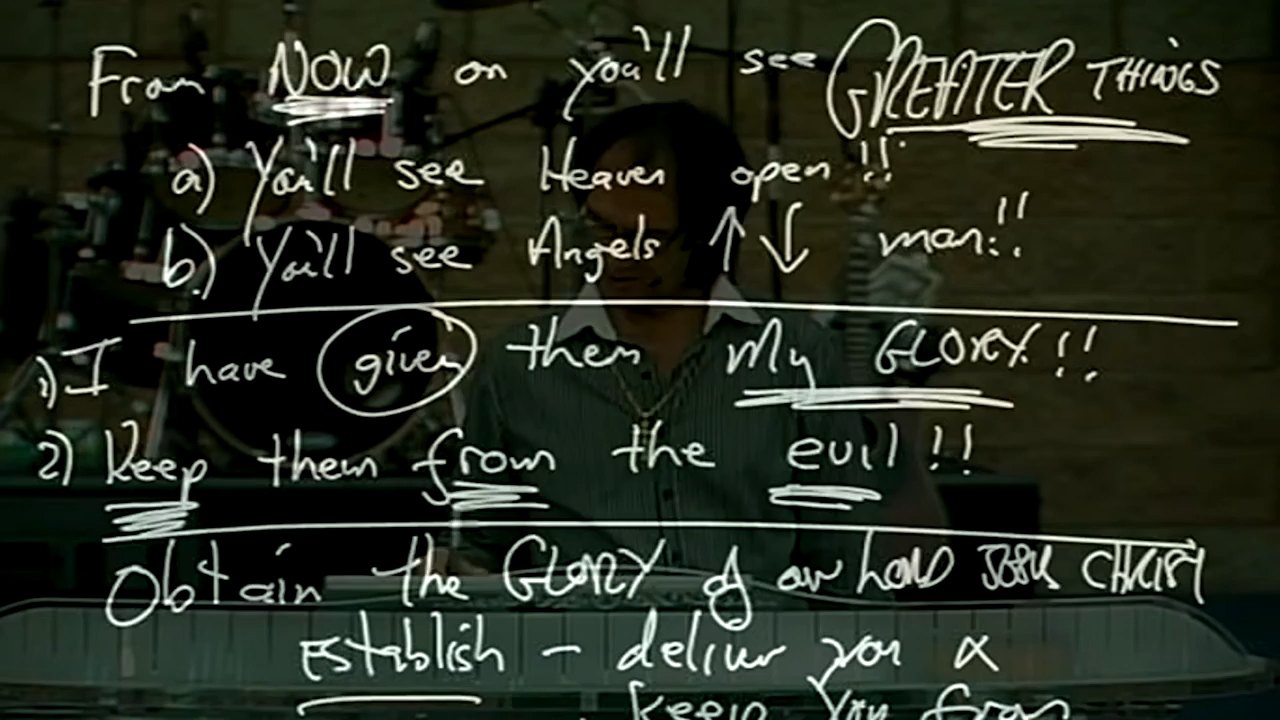 From NOW on you'll see GREATER THINGS
a) You'll see Heaven open!!
b.) You'll see Angels ↑↓ man!!
1) I have given them My GLORY!!
2) Keep them from the evil!!
Obtain the GLORY of our LORD JESUS CHRIST
Establish - deliver you &
keep you from